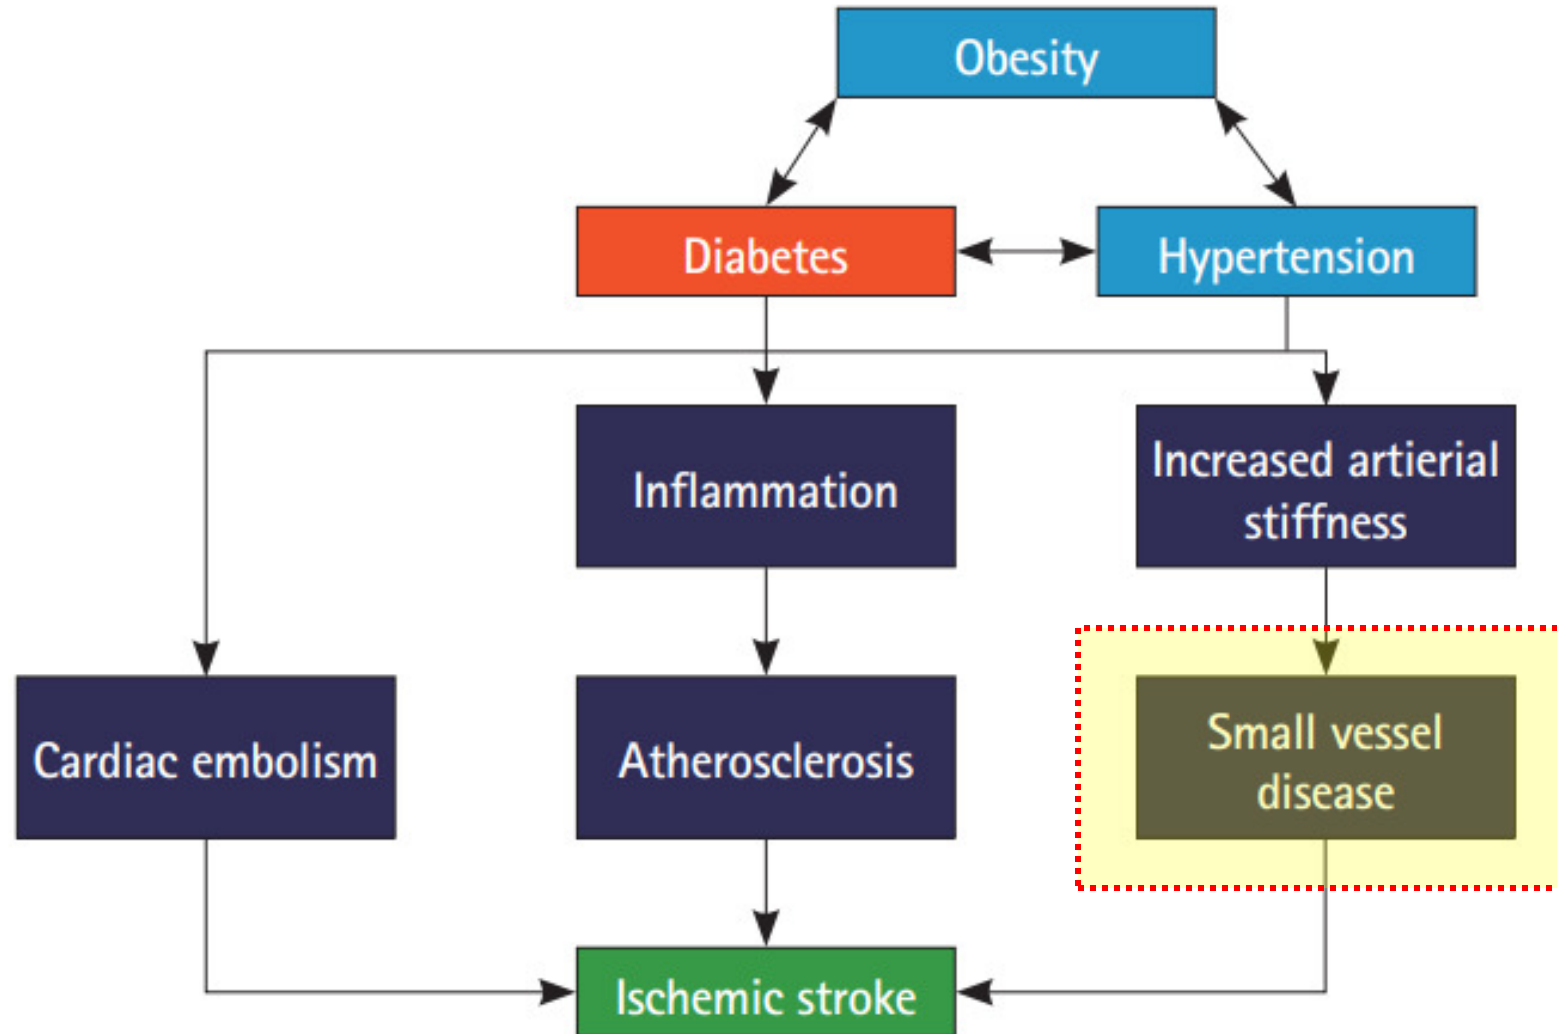 Obesity
Diabetes
Hypertension
Inflammation
Increased artierial
stiffness
Cardiac embolism
Atherosclerosis
Small vessel
disease
Ischemic stroke